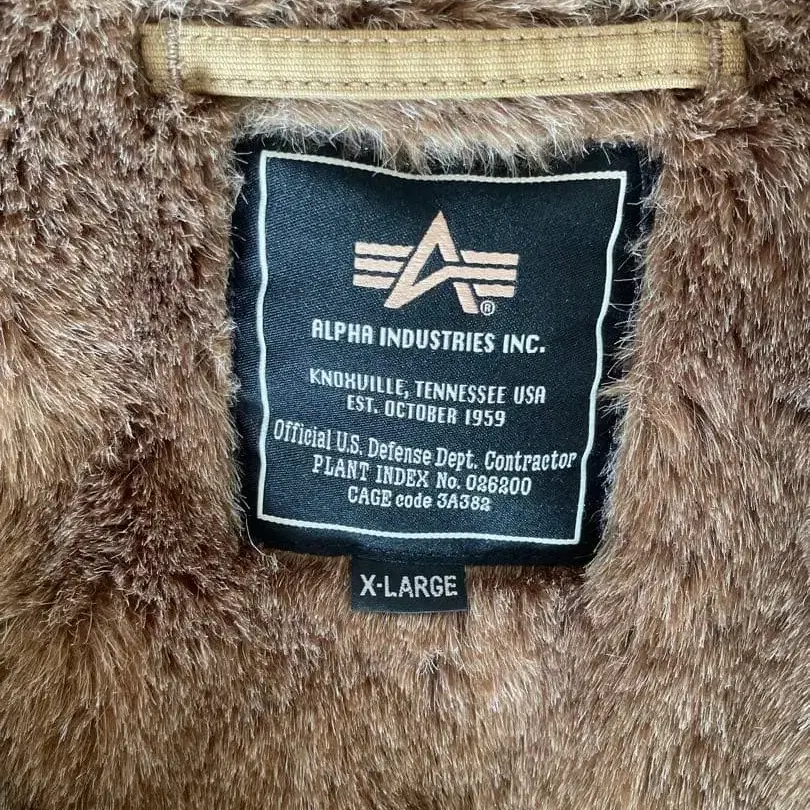 ®
ALPHA INDUSTRIES INC.
KNOXVILLE, TENNESSEE USA
EST. OCTOBER 1959
Official U.S. Defense Dept. Contractor
PLANT INDEX No. 026200
CAGE code 3A382
X-LARGE